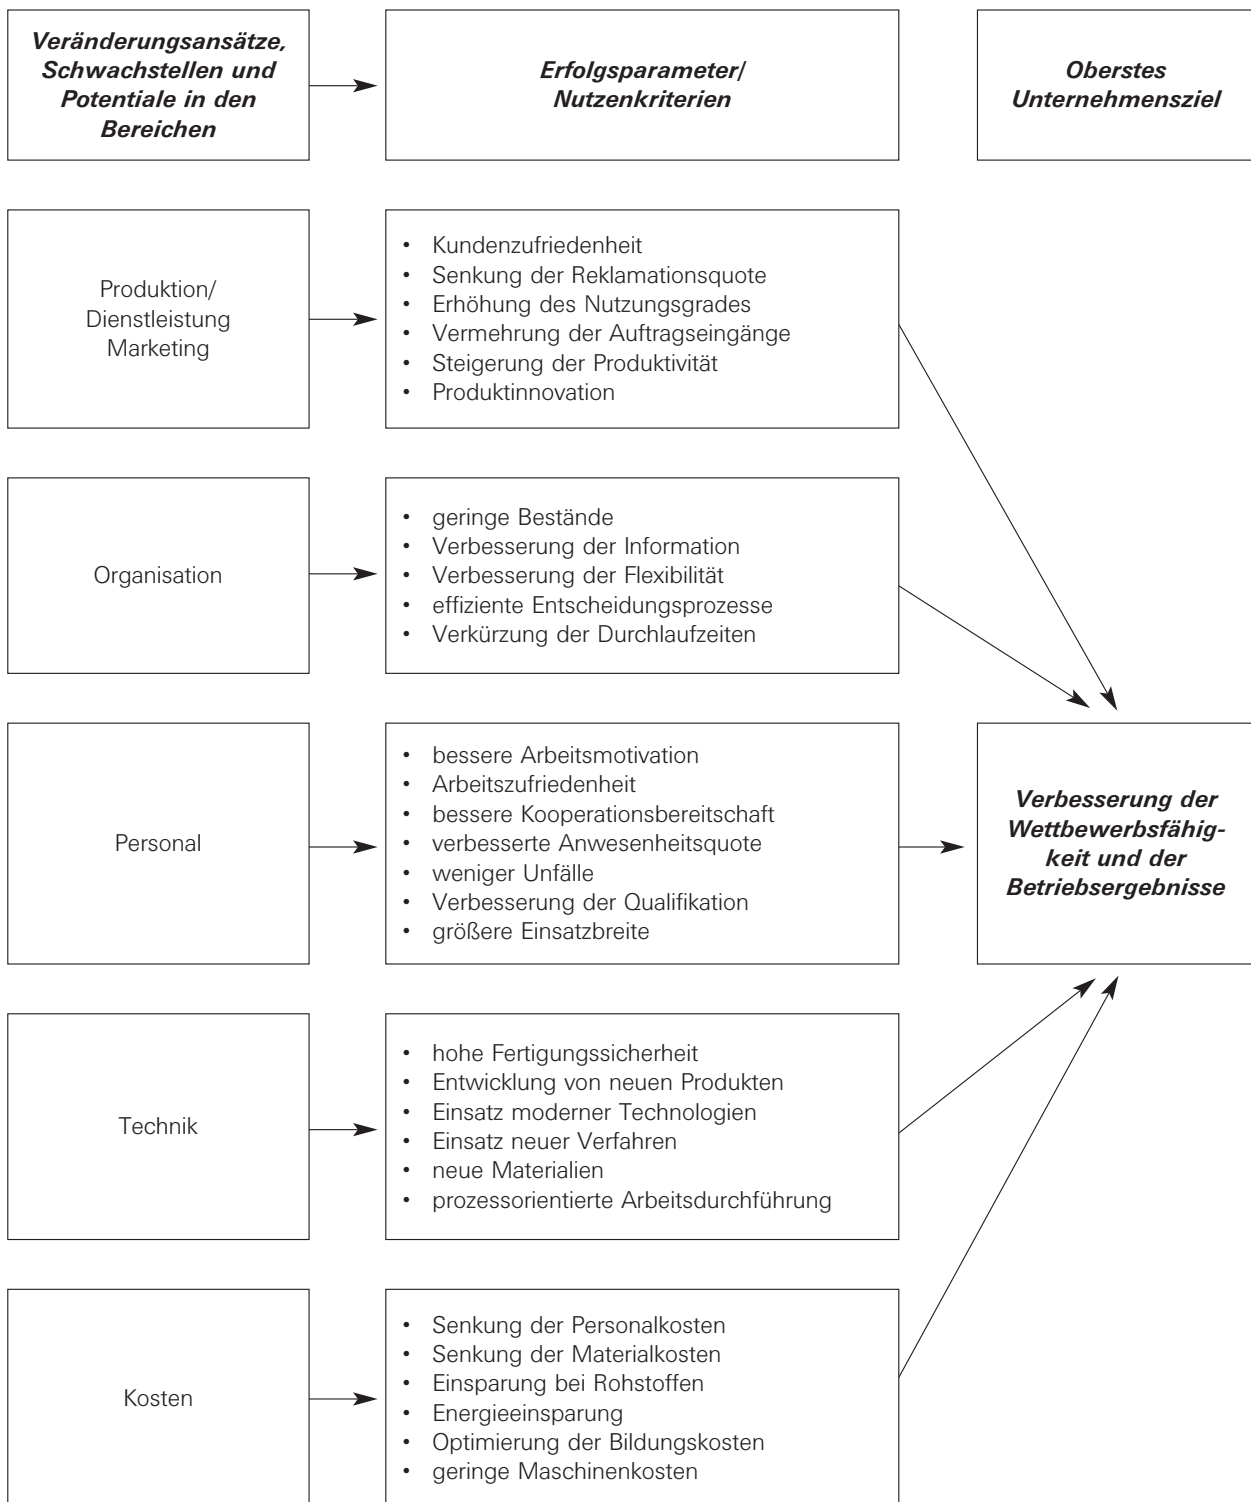 Veränderungsansätze,
Schwachstellen und
Potentiale in den
Bereichen
Erfolgsparameter/
Nutzenkriterien
Oberstes
Unternehmensziel
Produktion/
Dienstleistung
Marketing
• Kundenzufriedenheit
• Senkung der Reklamationsquote
• Erhöhung des Nutzungsgrades
• Vermehrung der Auftragseingänge
• Steigerung der Produktivität
• Produktinnovation
Organisation
• geringe Bestände
• Verbesserung der Information
• Verbesserung der Flexibilität
• effiziente Entscheidungsprozesse
• Verkürzung der Durchlaufzeiten
Personal
• bessere Arbeitsmotivation
• Arbeitszufriedenheit
• bessere Kooperationsbereitschaft
• verbesserte Anwesenheitsquote
• weniger Unfälle
• Verbesserung der Qualifikation
• größere Einsatzbreite
Verbesserung der
Wettbewerbsfähig-
keit und der
Betriebsergebnisse
Technik
• hohe Fertigungssicherheit
• Entwicklung von neuen Produkten
• Einsatz moderner Technologien
• Einsatz neuer Verfahren
• neue Materialien
• prozessorientierte Arbeitsdurchführung
Kosten
• Senkung der Personalkosten
• Senkung der Materialkosten
• Einsparung bei Rohstoffen
• Energieeinsparung
• Optimierung der Bildungskosten
• geringe Maschinenkosten